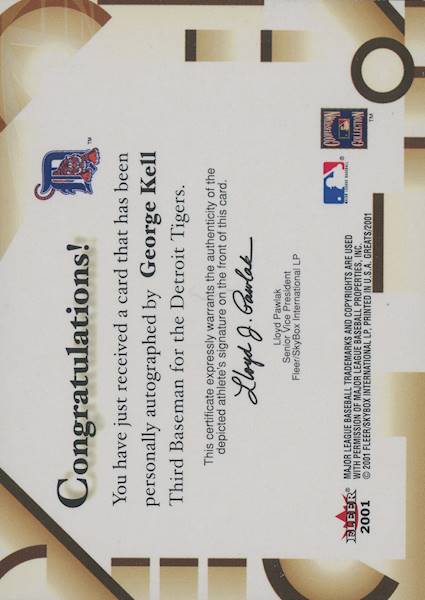 Congratulations!
You have just received a card that has been
personally autographed by George Kell
Third Baseman for the Detroit Tigers.
This certificate expressly warrants the authenticity of the
depicted athlete's signature on the front of this card.
Lloyd J. Pawlak
Lloyd Pawlak
Senior Vice President
Fleer/SkyBox International LP
FLEER
2001
MAJOR LEAGUE BASEBALL TRADEMARKS AND COPYRIGHTS ARE USED
WITH PERMISSION OF MAJOR LEAGUE BASEBALL PROPERTIES, INC.
© 2001 FLEER/SKYBOX INTERNATIONAL LP, PRINTED IN U.S.A. GREATS/2001